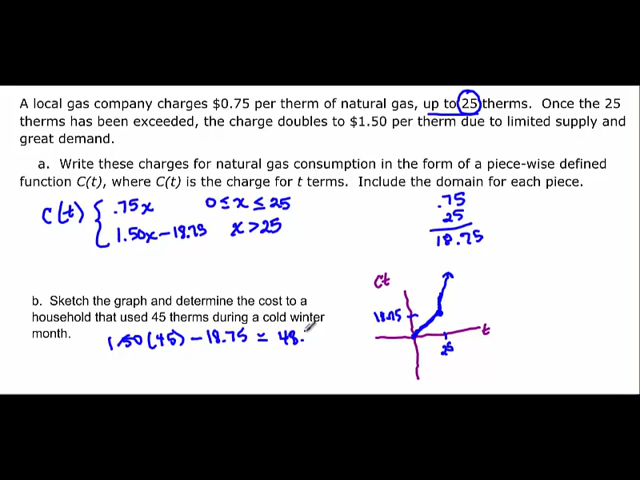 A local gas company charges $0.75 per therm of natural gas, up to 25 therms. Once the 25
therms has been exceeded, the charge doubles to $1.50 per therm due to limited supply and
great demand.
a. Write these charges for natural gas consumption in the form of a piece-wise defined
function C(t), where C(t) is the charge for t terms. Include the domain for each piece.
C(t) { .75x 0 ≤ x ≤ 25
1.50x - 18.75 x > 25
.75
25
18.75
b. Sketch the graph and determine the cost to a
household that used 45 therms during a cold winter
month.
1.50(45) - 18.75 = 48.
Ct
18.75
t
25